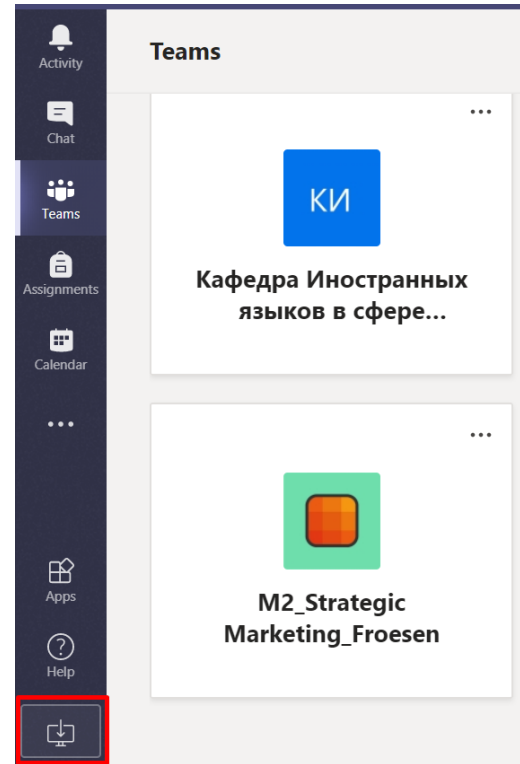 Activity
Chat
Teams
Assignments
Calendar
Apps
Help
Teams
КИ
Кафедра Иностранных
языков в сфере...
M2_Strategic
Marketing_Froesen